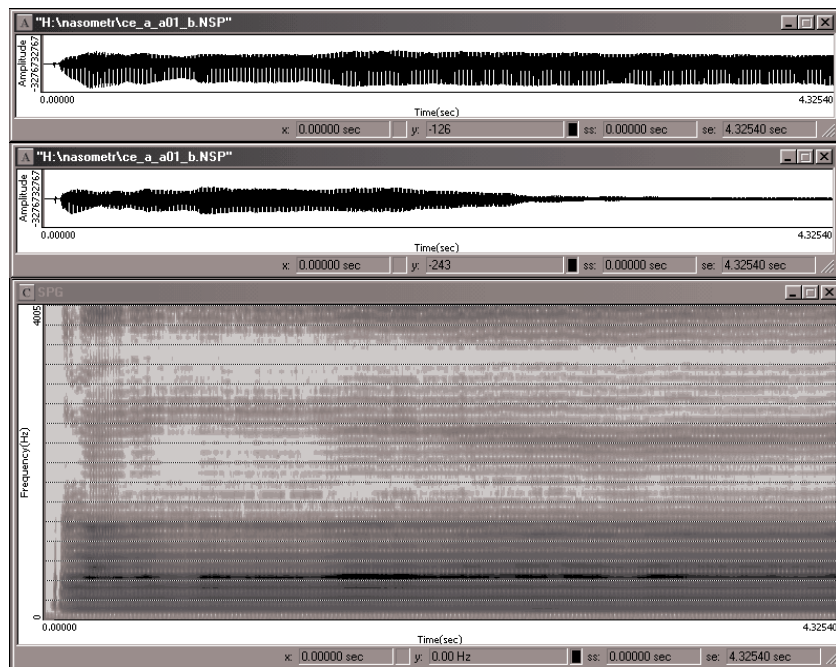 A "H:\nasometr\ce_a_a01_b.NSP"
Amplitude
-32767 32767
0.00000 4.32540
Time(sec)
x: 0.00000 sec y: -126 ss: 0.00000 sec se: 4.32540 sec
A "H:\nasometr\ce_a_a01_b.NSP"
Amplitude
-32767 32767
0.00000 4.32540
Time(sec)
x: 0.00000 sec y: -243 ss: 0.00000 sec se: 4.32540 sec
C SPG
4005
Frequency(Hz)
0
0.00000 4.32540
Time(sec)
x: 0.00000 sec y: 0.00 Hz ss: 0.00000 sec se: 4.32540 sec